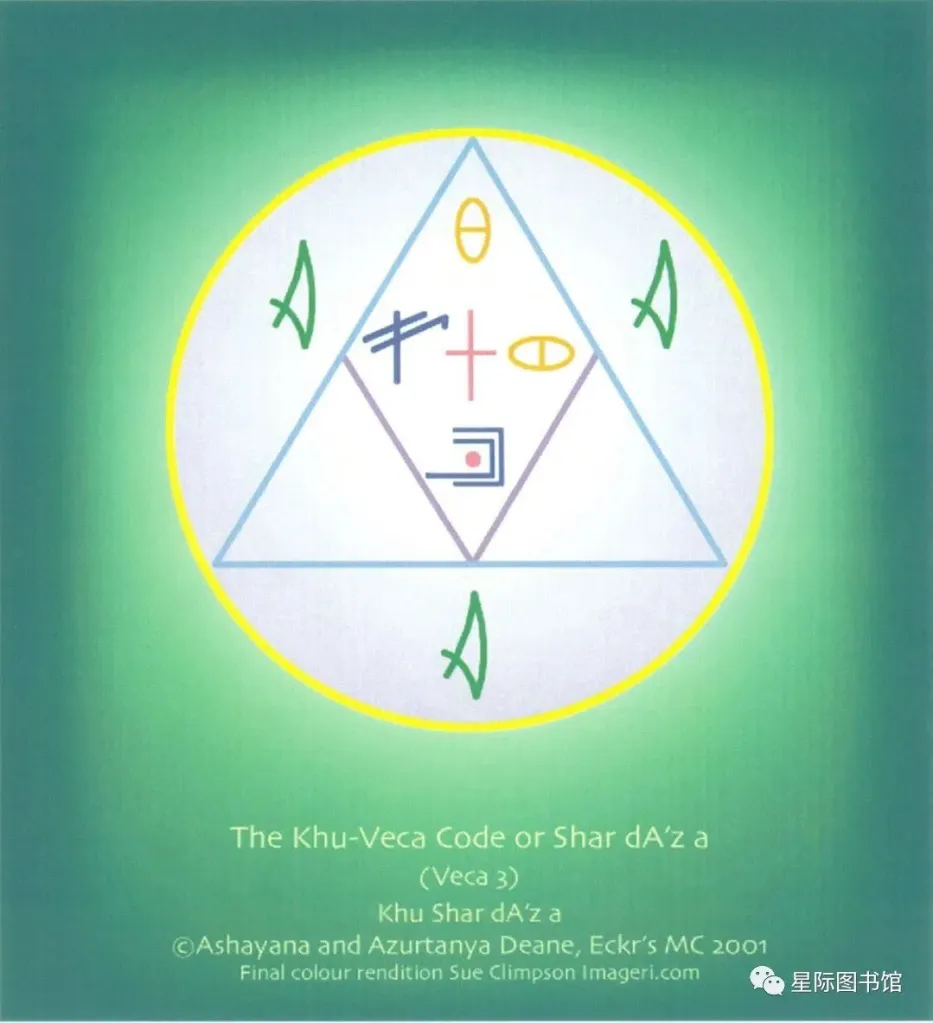 The Khu-Veca Code or Shar dA'z a
(Veca 3)
Khu Shar dA'z a
©Ashayana and Azurtanya Deane, Eckr's MC 2001
Final colour rendition Sue Climpson Imageri.com
星际图书馆